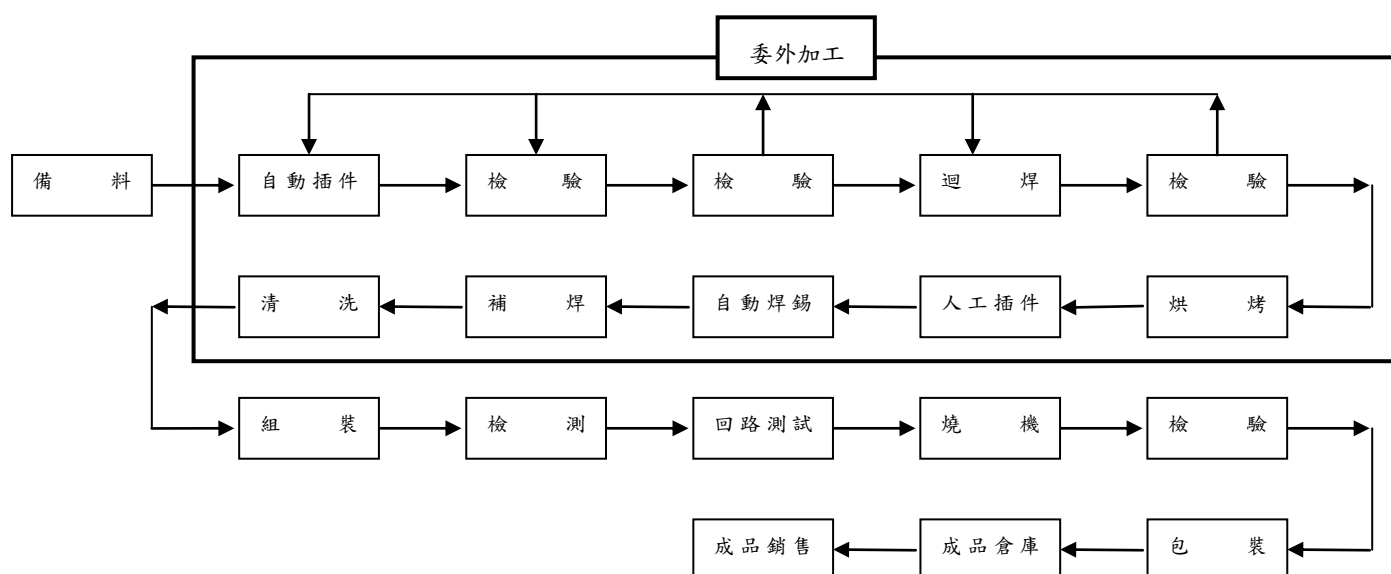 委外加工
備料
自動插件
檢驗
檢驗
迴焊
檢驗
清洗
補焊
自動焊錫
人工插件
烘烤
組裝
檢測
回路測試
燒機
檢驗
成品銷售
成品倉庫
包裝